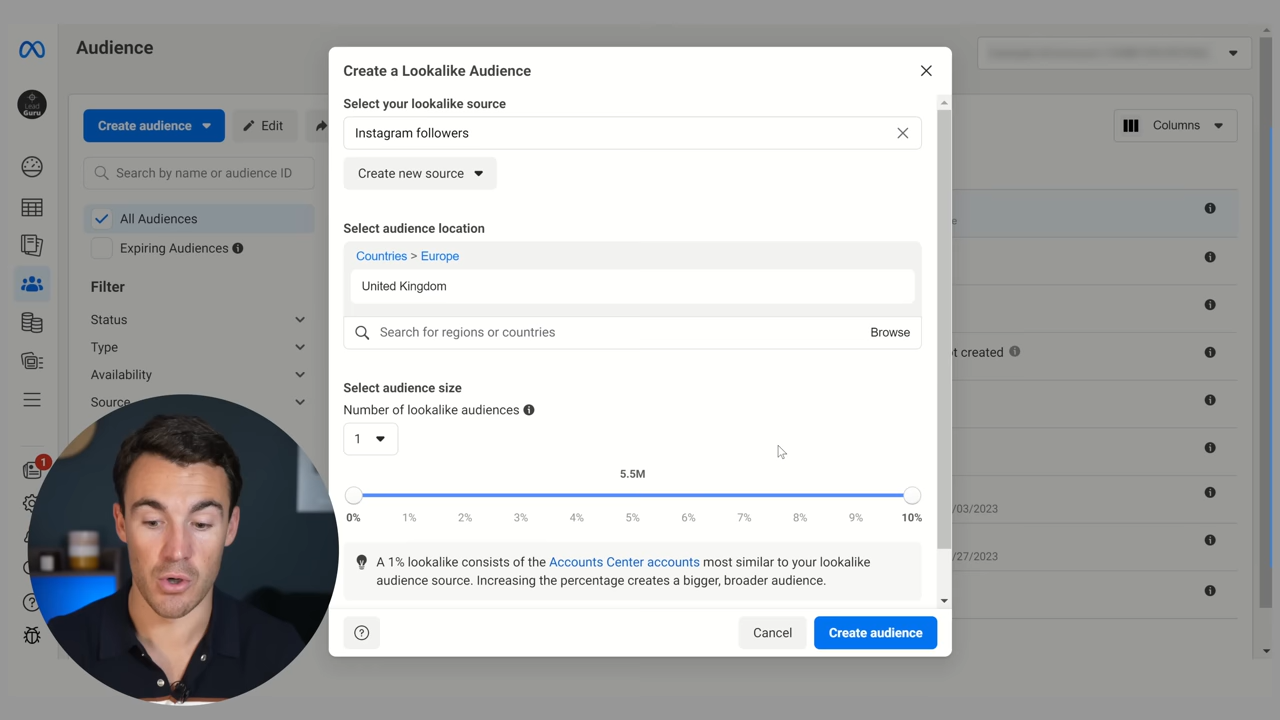 Audience
Lead
Guru
Create audience
Edit
Search by name or audience ID
All Audiences
Expiring Audiences
Filter
Status
Type
Availability
Source
1
Create a Lookalike Audience
Select your lookalike source
Instagram followers
Create new source
Select audience location
Countries > Europe
United Kingdom
Search for regions or countries
Browse
Select audience size
Number of lookalike audiences
1
5.5M
0% 1% 2% 3% 4% 5% 6% 7% 8% 9% 10%
A 1% lookalike consists of the Accounts Center accounts most similar to your lookalike
audience source. Increasing the percentage creates a bigger, broader audience.
Cancel
Create audience
Columns
t created
/03/2023
/27/2023